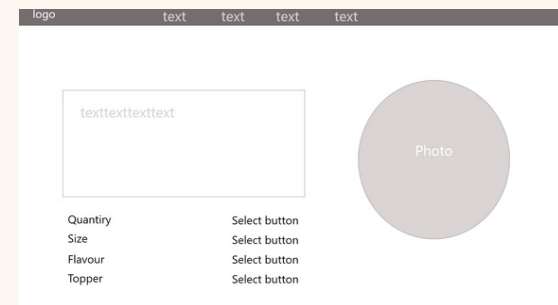 logo text text text text
texttexttexttext
Photo
Quantiry Select button
Size Select button
Flavour Select button
Topper Select button